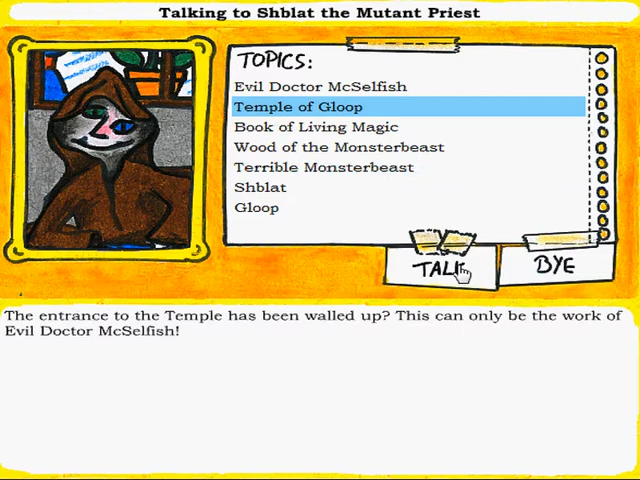 Talking to Shblat the Mutant Priest
TOPICS:
Evil Doctor McSelfish
Temple of Gloop
Book of Living Magic
Wood of the Monsterbeast
Terrible Monsterbeast
Shblat
Gloop
TALK
BYE
The entrance to the Temple has been walled up? This can only be the work of
Evil Doctor McSelfish!